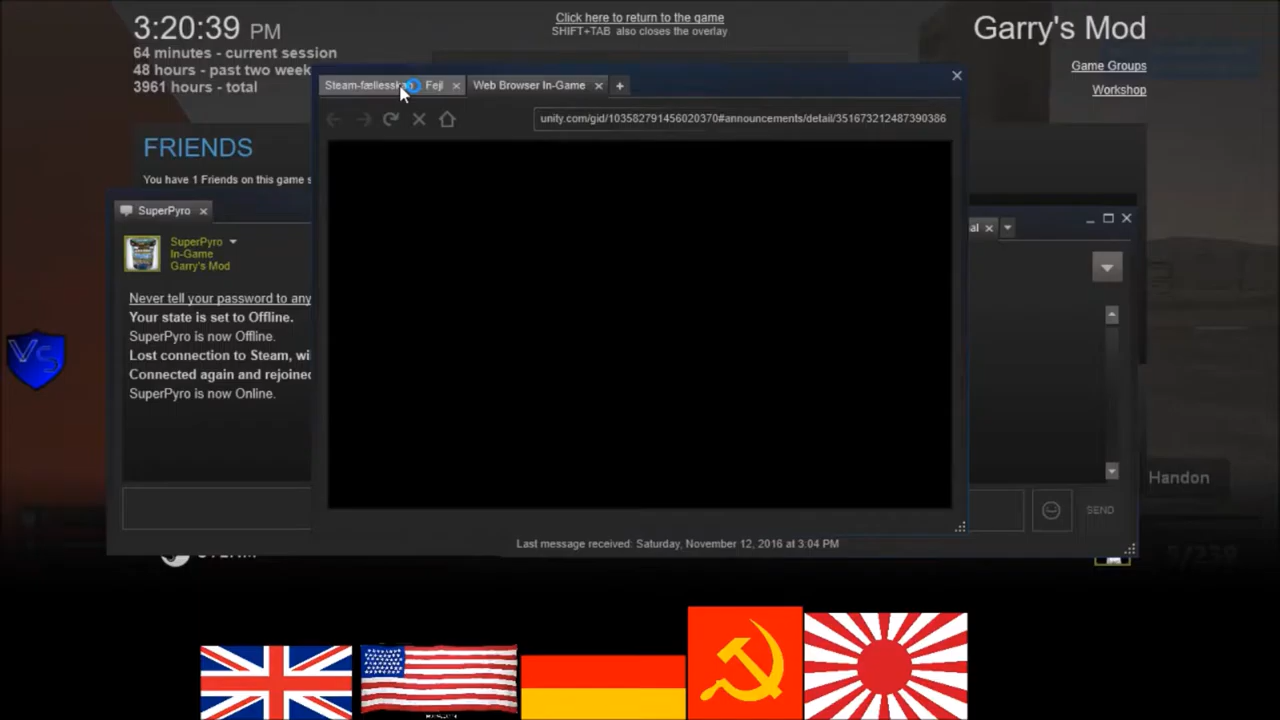 3:20:39 PM
64 minutes - current session
48 hours - past two week
3961 hours - total
Click here to return to the game
SHIFT+TAB also closes the overlay
Garry's Mod
Game Groups
Workshop
FRIENDS
You have 1 Friends on this game s
Steam-fællessk Fejl
Web Browser In-Game
unity.com/gid/103582791456020370#announcements/detail/351673212487390386
SuperPyro
SuperPyro
In-Game
Garry's Mod
Never tell your password to any
Your state is set to Offline.
SuperPyro is now Offline.
Lost connection to Steam, wi
Connected again and rejoined
SuperPyro is now Online.
al
VS
Handon
SEND
Last message received: Saturday, November 12, 2016 at 3:04 PM